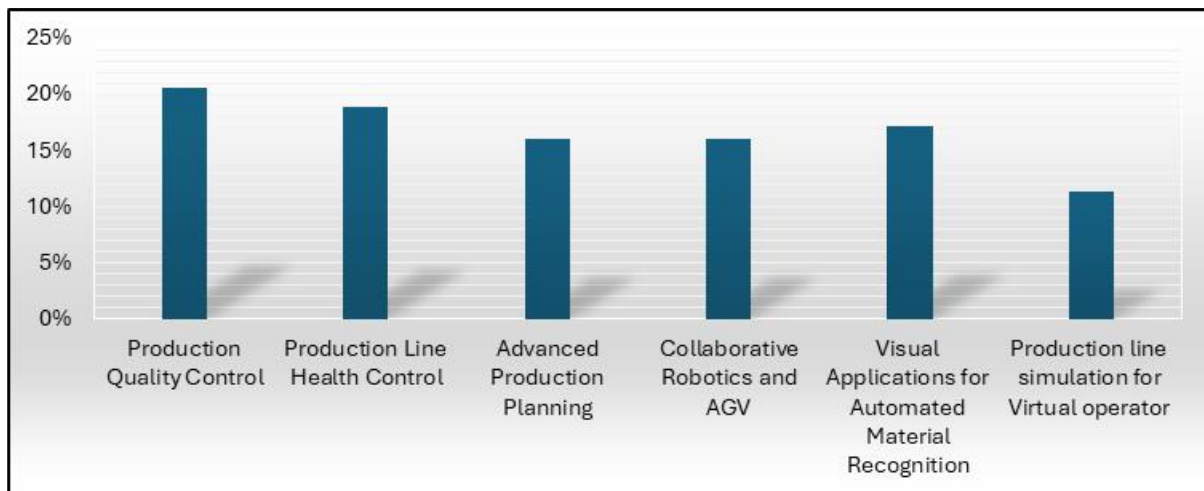 25%
20%
15%
10%
5%
0%
Production
Quality Control
Production Line
Health Control
Advanced
Production
Planning
Collaborative
Robotics and
AGV
Visual
Applications for
Automated
Material
Recognition
Production line
simulation for
Virtual operator